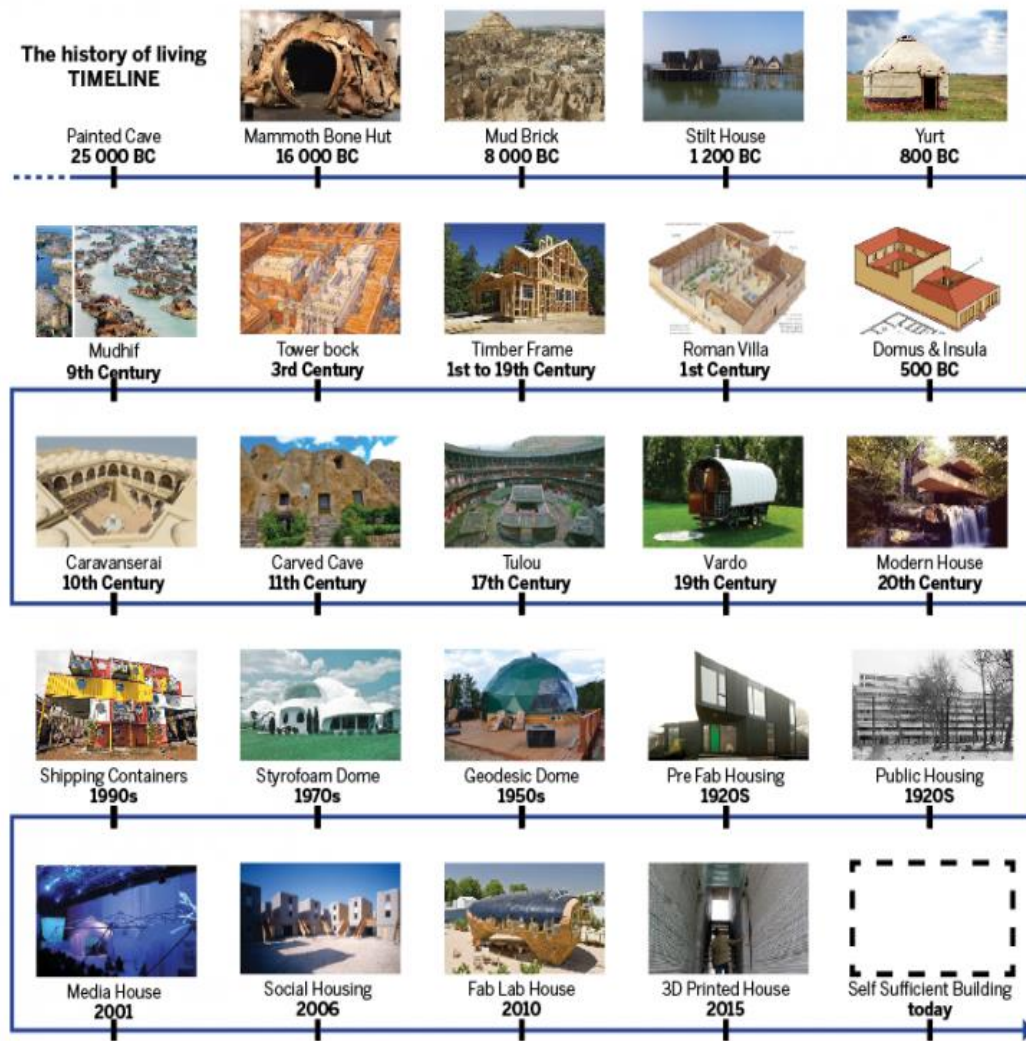 The history of living
TIMELINE
Painted Cave
25 000 BC
Mammoth Bone Hut
16 000 BC
Mud Brick
8 000 BC
Stilt House
1 200 BC
Yurt
800 BC
Mudhif
9th Century
Tower bock
3rd Century
Timber Frame
1st to 19th Century
Roman Villa
1st Century
Domus & Insula
500 BC
Caravanserai
10th Century
Carved Cave
11th Century
Tulou
17th Century
Vardo
19th Century
Modern House
20th Century
Shipping Containers
1990s
Styrofoam Dome
1970s
Geodesic Dome
1950s
Pre Fab Housing
1920S
Public Housing
1920S
Media House
2001
Social Housing
2006
Fab Lab House
2010
3D Printed House
2015
Self Sufficient Building
today